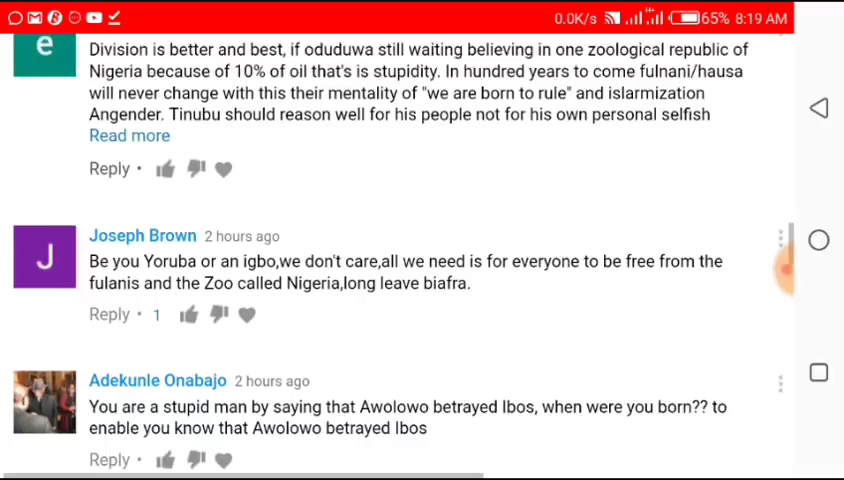 0.0K/s H+ 65% 8:19 AM
e
Division is better and best, if oduduwa still waiting believing in one zoological republic of
Nigeria because of 10% of oil that's is stupidity. In hundred years to come fulnani/hausa
will never change with this their mentality of "we are born to rule" and islarmization
Angender. Tinubu should reason well for his people not for his own personal selfish
Read more
Reply •
J
Joseph Brown 2 hours ago
Be you Yoruba or an igbo,we don't care,all we need is for everyone to be free from the
fulanis and the Zoo called Nigeria,long leave biafra.
Reply • 1
Adekunle Onabajo 2 hours ago
You are a stupid man by saying that Awolowo betrayed Ibos, when were you born?? to
enable you know that Awolowo betrayed Ibos
Reply •